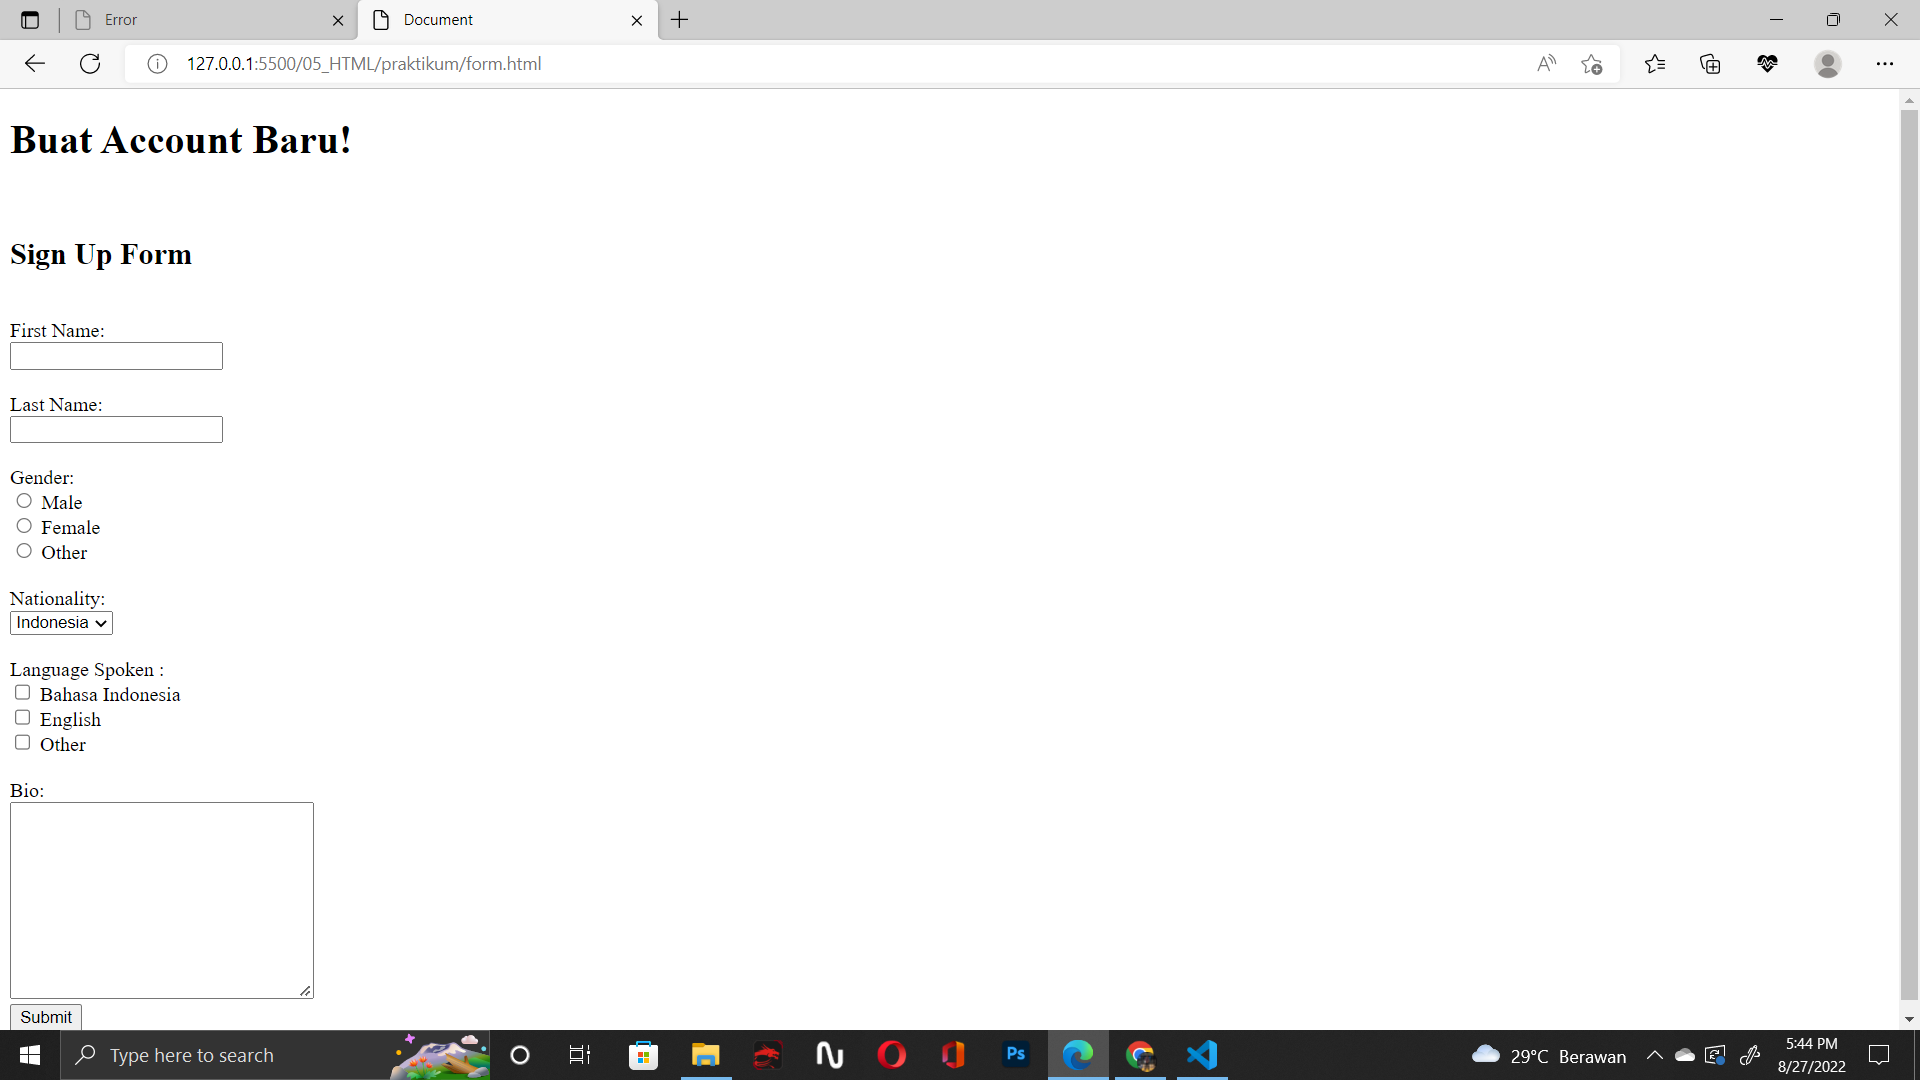 Error
Document
127.0.0.1:5500/05_HTML/praktikum/form.html
Buat Account Baru!
Sign Up Form
First Name:
Last Name:
Gender:
Male
Female
Other
Nationality:
Indonesia
Language Spoken :
Bahasa Indonesia
English
Other
Bio:
Submit
Type here to search
Ps
29°C Berawan
5:44 PM
8/27/2022